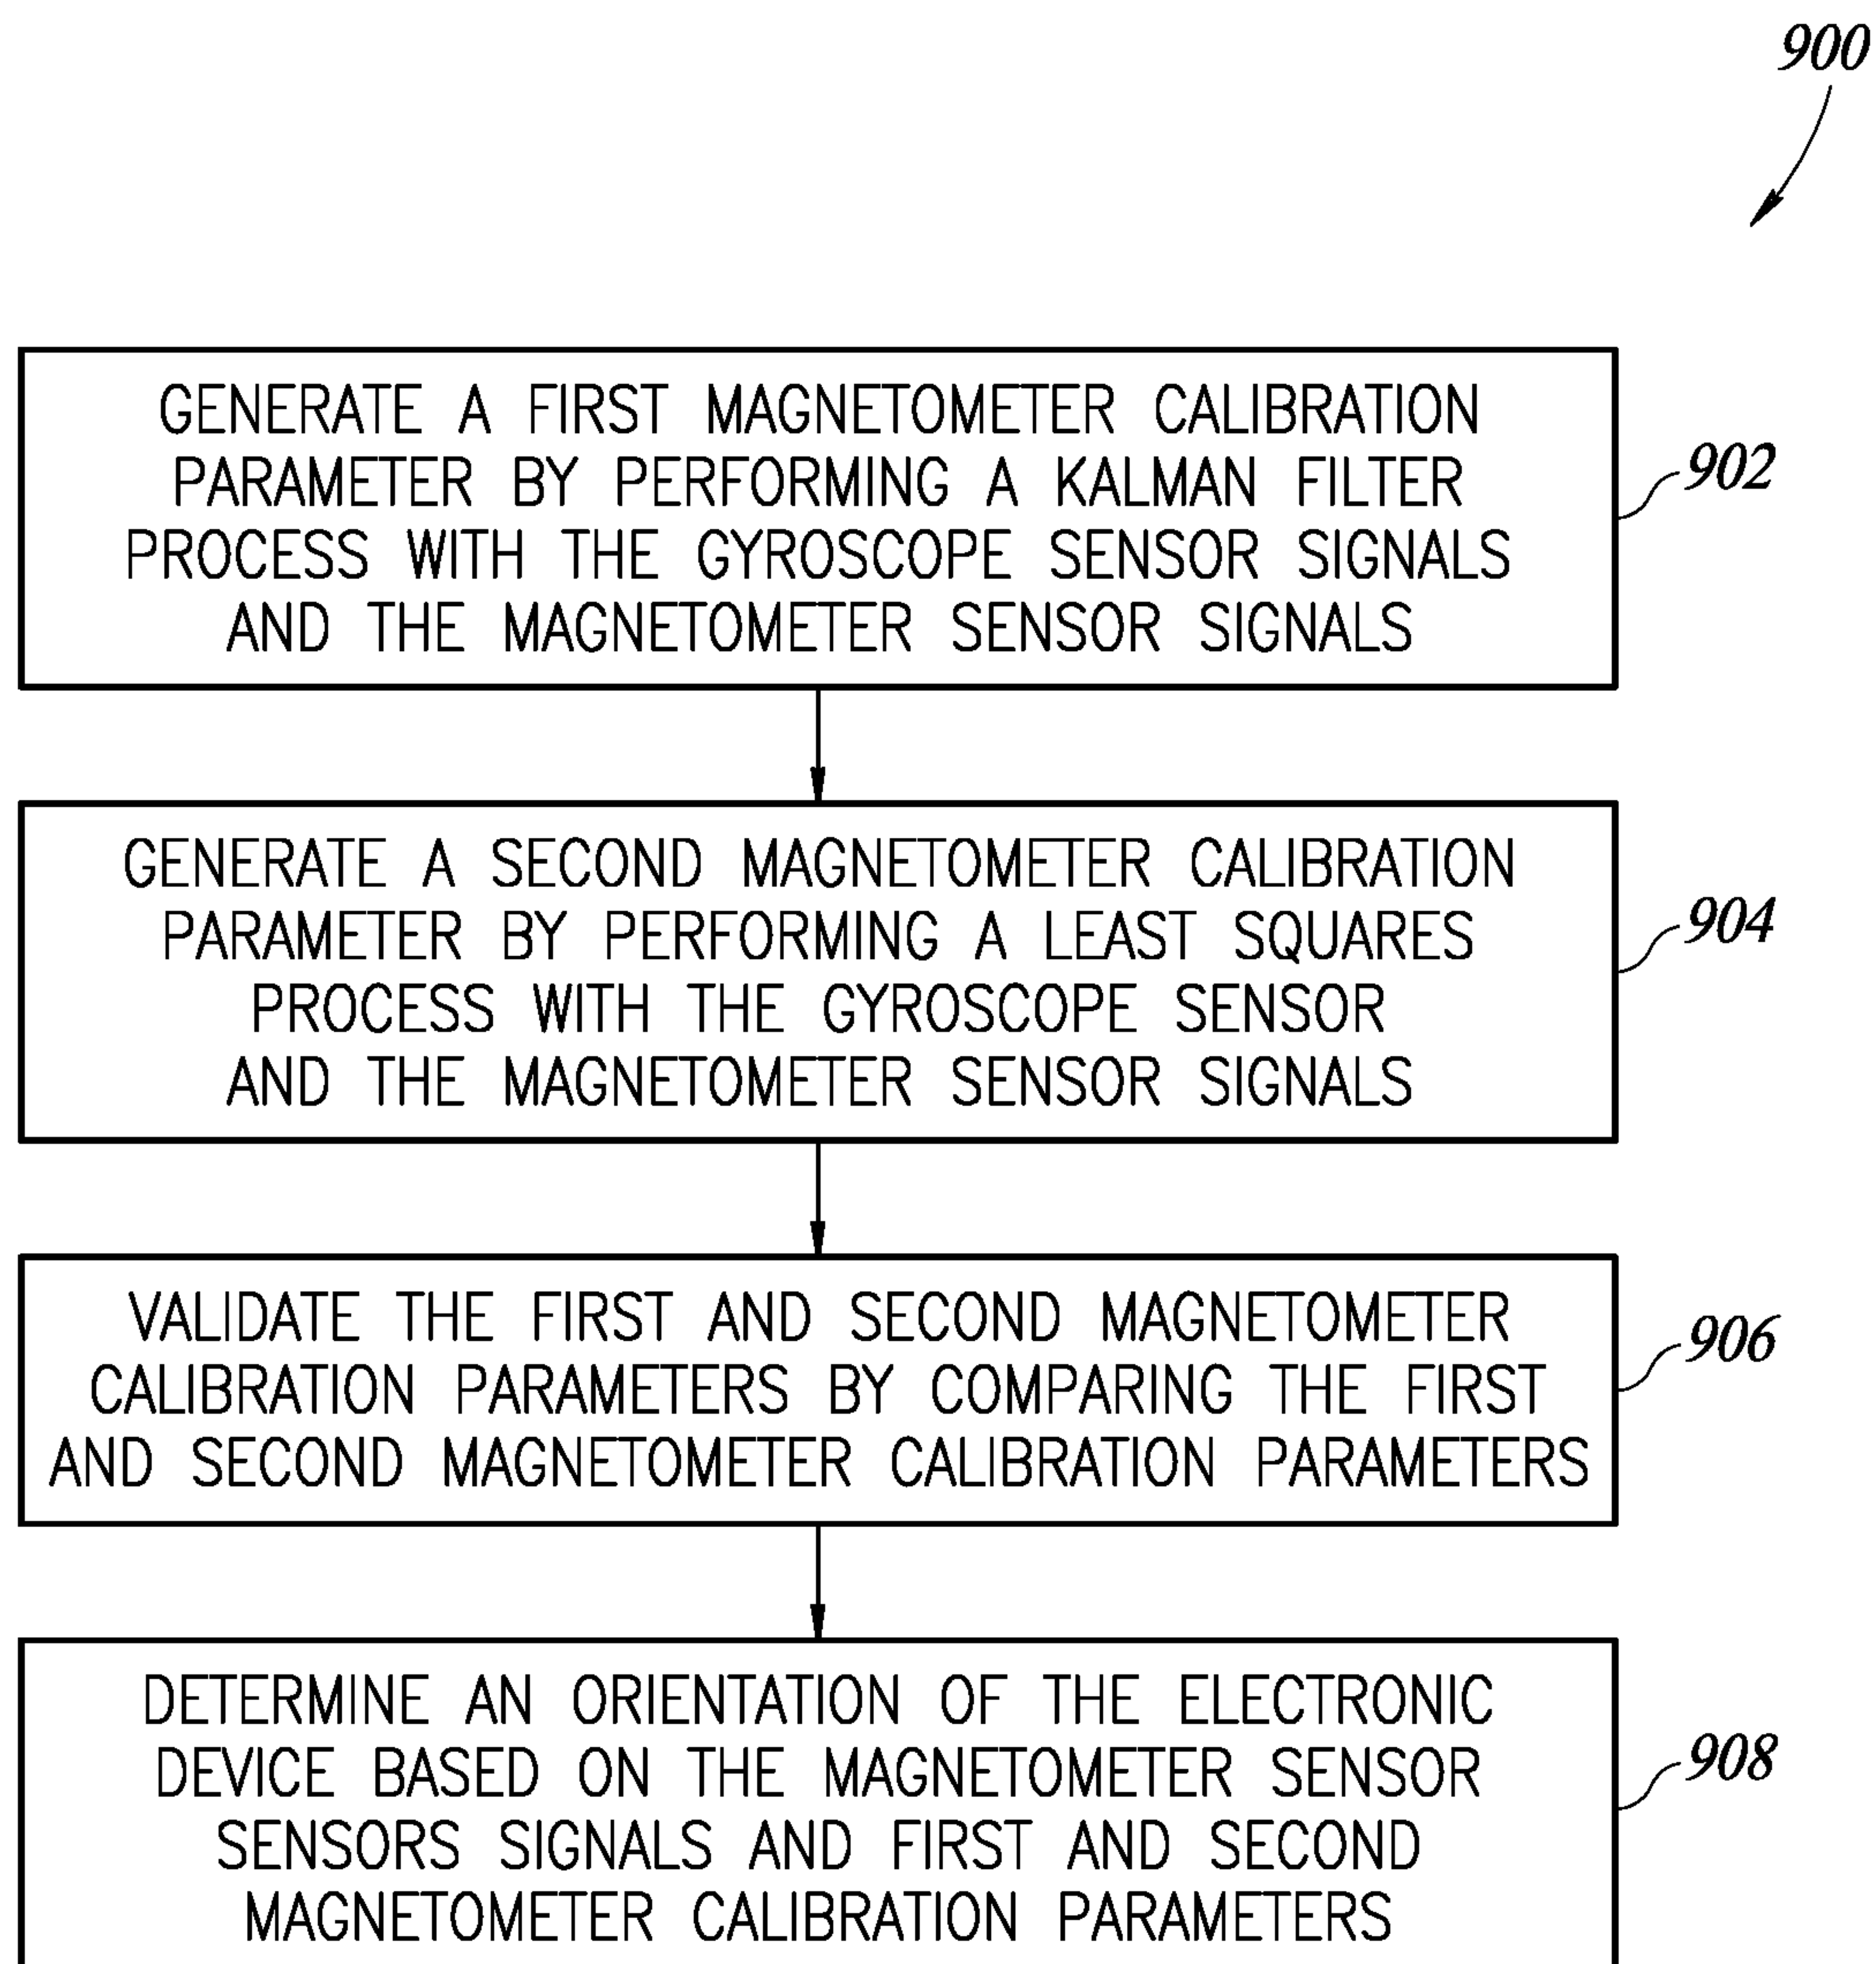 900
GENERATE A FIRST MAGNETOMETER CALIBRATION
PARAMETER BY PERFORMING A KALMAN FILTER
PROCESS WITH THE GYROSCOPE SENSOR SIGNALS
AND THE MAGNETOMETER SENSOR SIGNALS
902
GENERATE A SECOND MAGNETOMETER CALIBRATION
PARAMETER BY PERFORMING A LEAST SQUARES
PROCESS WITH THE GYROSCOPE SENSOR
AND THE MAGNETOMETER SENSOR SIGNALS
904
VALIDATE THE FIRST AND SECOND MAGNETOMETER
CALIBRATION PARAMETERS BY COMPARING THE FIRST
AND SECOND MAGNETOMETER CALIBRATION PARAMETERS
906
DETERMINE AN ORIENTATION OF THE ELECTRONIC
DEVICE BASED ON THE MAGNETOMETER SENSOR
SENSORS SIGNALS AND FIRST AND SECOND
MAGNETOMETER CALIBRATION PARAMETERS
908